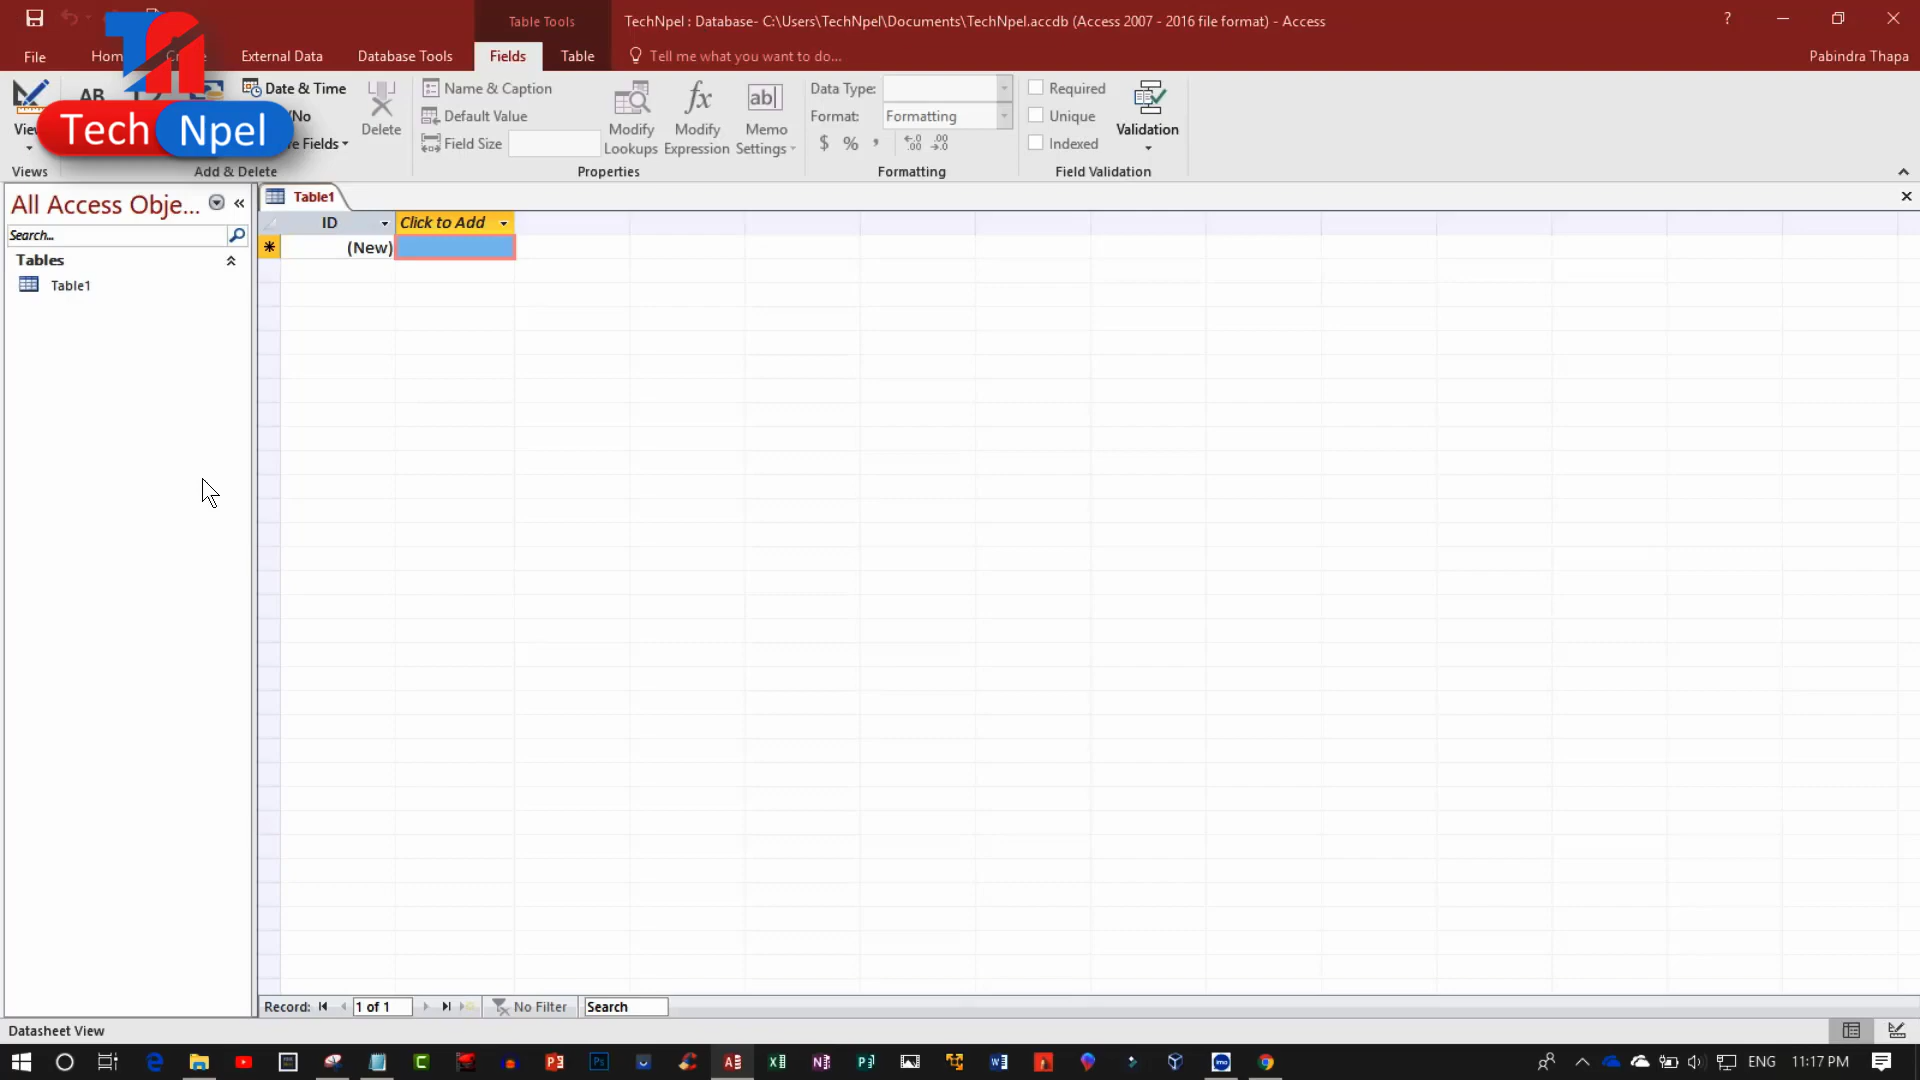 Table Tools
TechNpel : Database- C:\Users\TechNpel\Documents\TechNpel.accdb (Access 2007 - 2016 file format) - Access
?
File
External Data
Database Tools
Fields
Table
Tell me what you want to do...
Pabindra Thapa
Tech Npel
AB
Date & Time
Delete
Name & Caption
Default Value
Field Size
Modify
Lookups
fx
Modify
Expression
ab|
Memo
Settings
Data Type:
Format:
Formatting
$ % ,
Required
Unique
Indexed
Validation
Views
Add & Delete
Properties
Formatting
Field Validation
All Access Obje...
Search...
Tables
Table1
Table1
ID
Click to Add
(New)
Record:
1 of 1
No Filter
Search
Datasheet View
ENG
11:17 PM